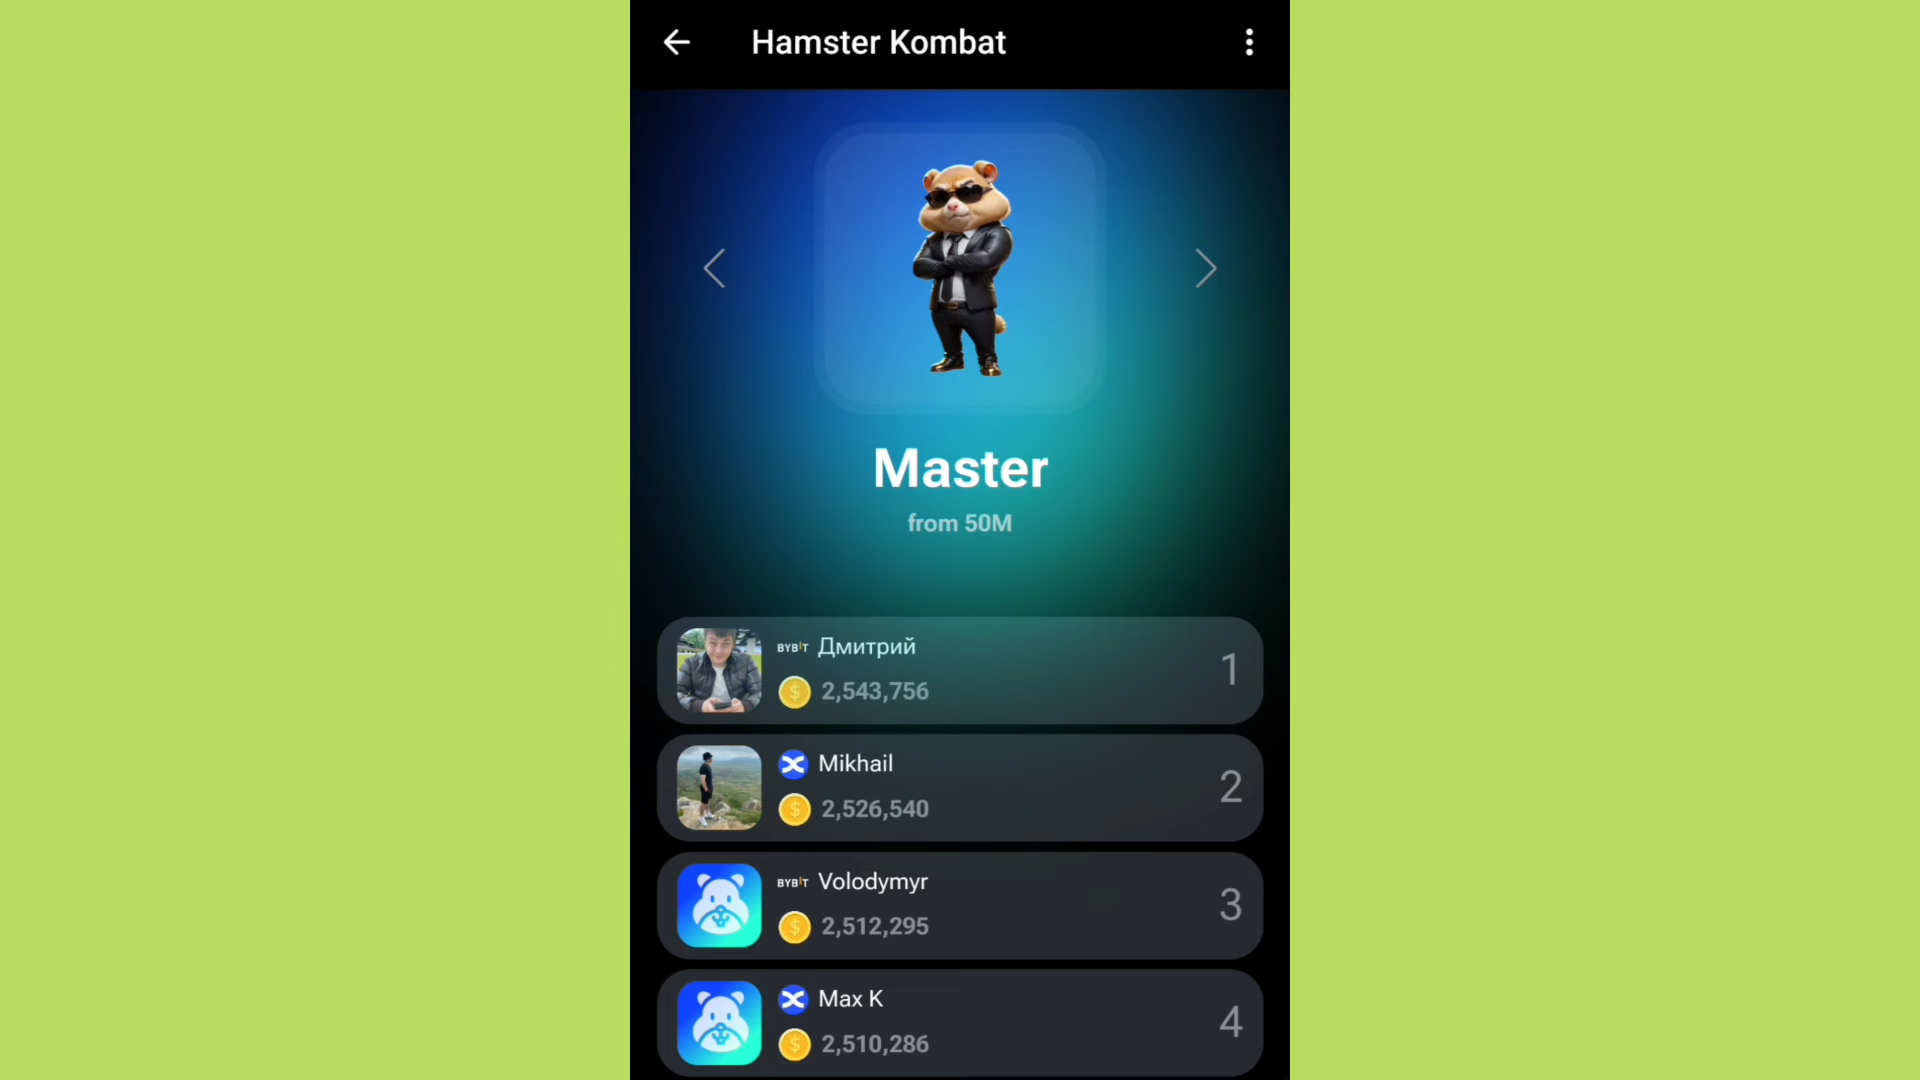 Hamster Kombat
Master
from 50M
BYBIT Дмитрий
2,543,756
1
Mikhail
2,526,540
2
BYBIT Volodymyr
2,512,295
3
Max K
2,510,286
4